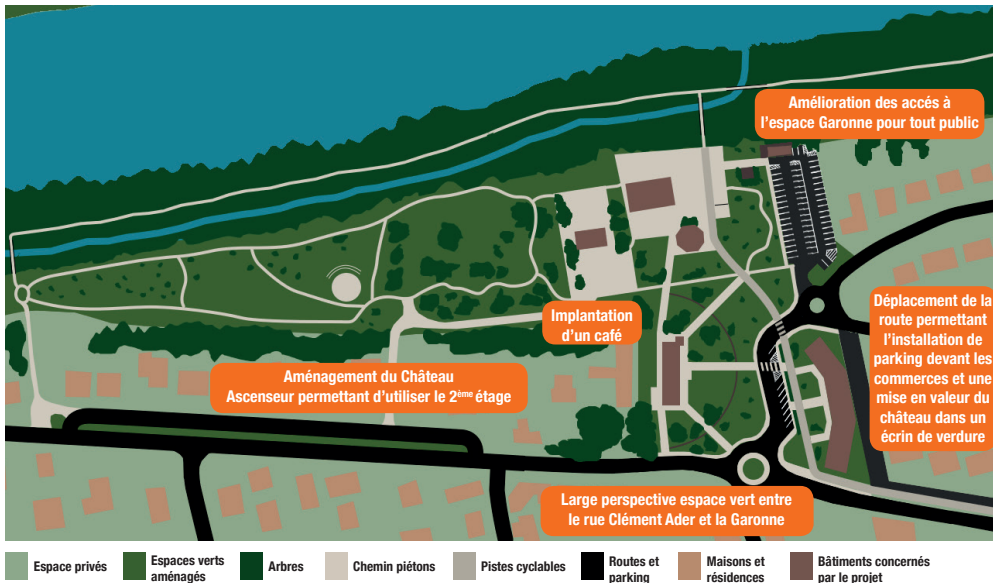 Amélioration des accés à
l'espace Garonne pour tout public
Implantation
d'un café
Déplacement de la
route permettant
l'installation de
parking devant les
commerces et une
mise en valeur du
château dans un
écrin de verdure
Aménagement du Château
Ascenseur permettant d'utiliser le 2ème étage
Large perspective espace vert entre
le rue Clément Ader et la Garonne
Espace privés
Espaces verts
aménagés
Arbres
Chemin piétons
Pistes cyclables
Routes et
parking
Maisons et
résidences
Bâtiments concernés
par le projet